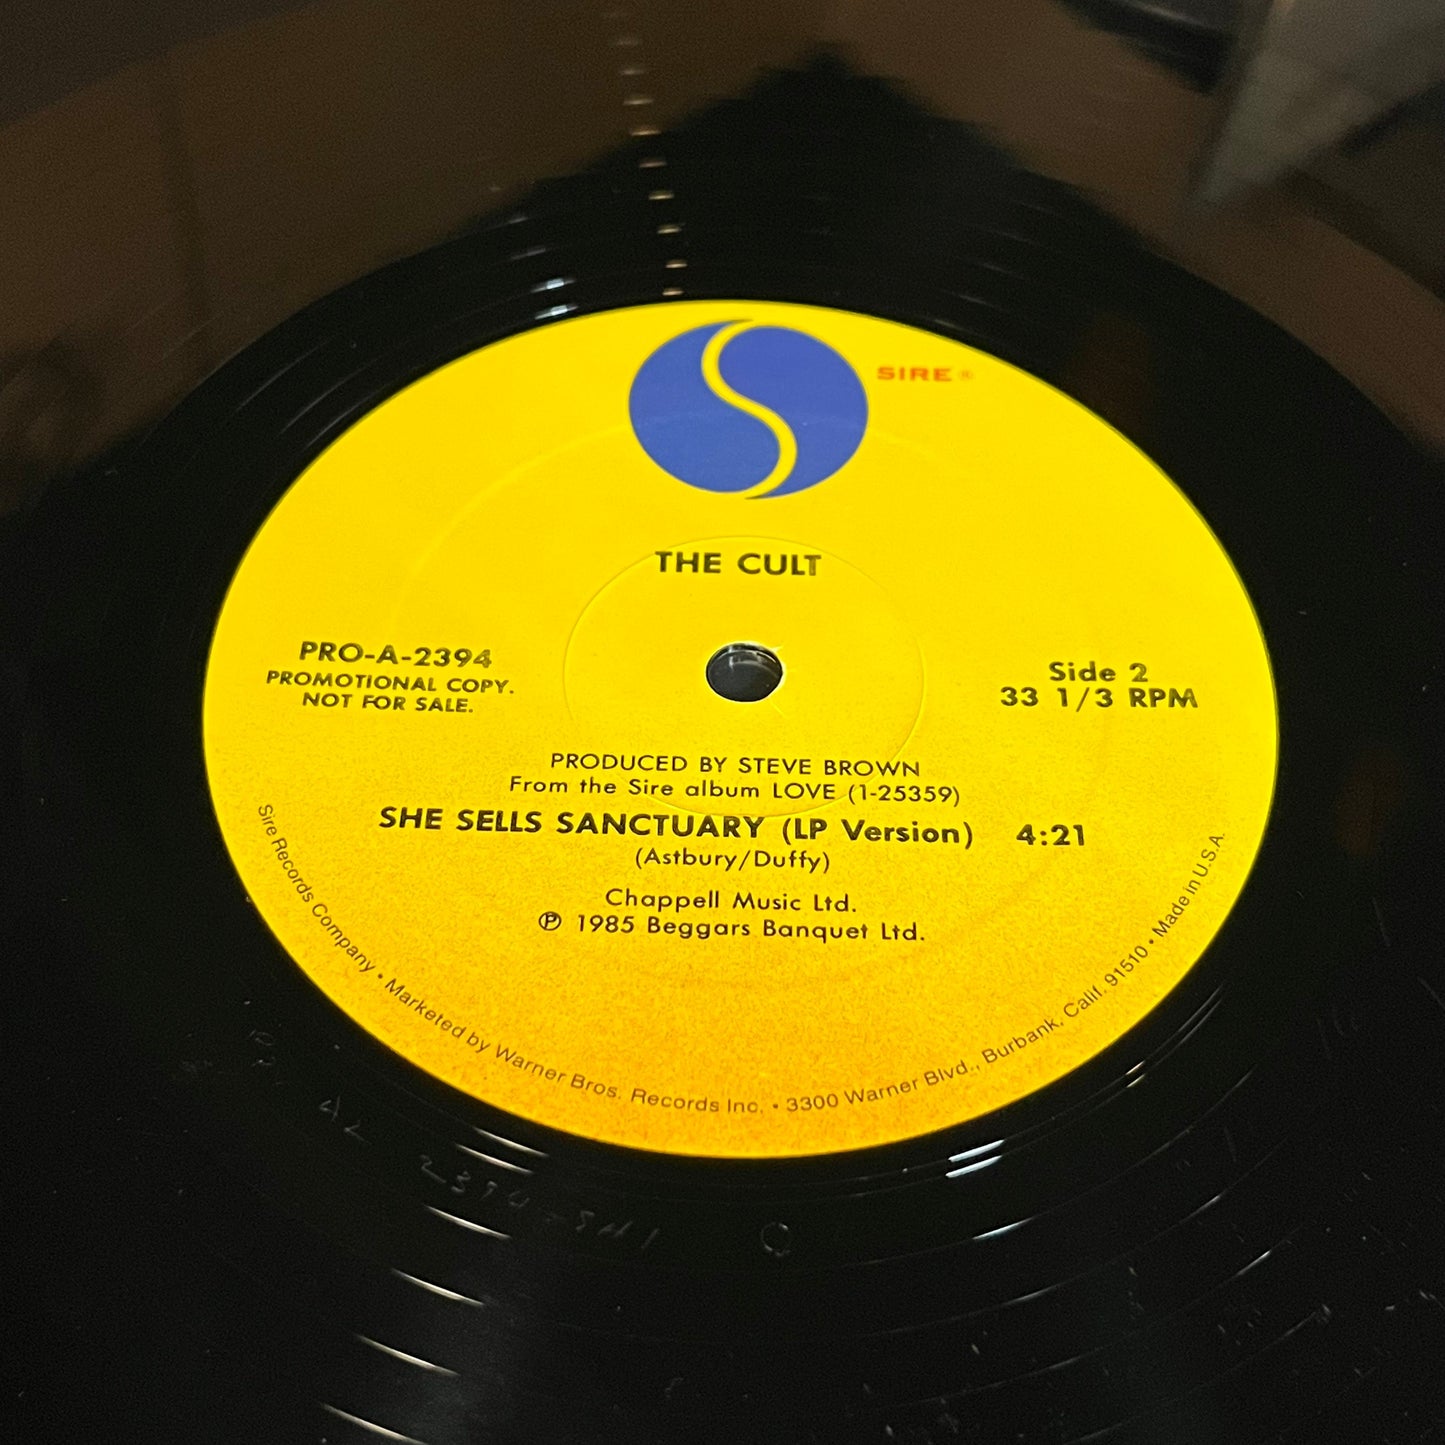 SIRE®
THE CULT
PRO-A-2394
PROMOTIONAL COPY.
NOT FOR SALE.
Side 2
33 1/3 RPM
PRODUCED BY STEVE BROWN
From the Sire album LOVE (1-25359)
SHE SELLS SANCTUARY (LP Version) 4:21
(Astbury/Duffy)
Chappell Music Ltd.
℗ 1985 Beggars Banquet Ltd.
Sire Records Company • Marketed by Warner Bros. Records Inc. • 3300 Warner Blvd., Burbank, Calif. 91510 • Made in U.S.A.